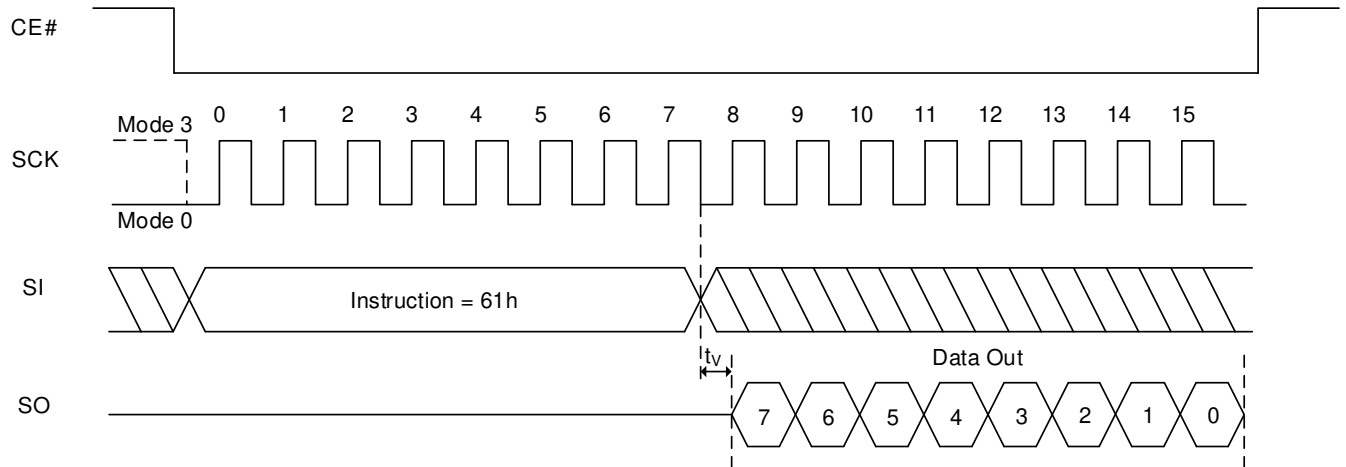 CE#
0 1 2 3 4 5 6 7 8 9 10 11 12 13 14 15
Mode 3
SCK
Mode 0
SI
Instruction = 61h
tV
Data Out
SO
7 6 5 4 3 2 1 0